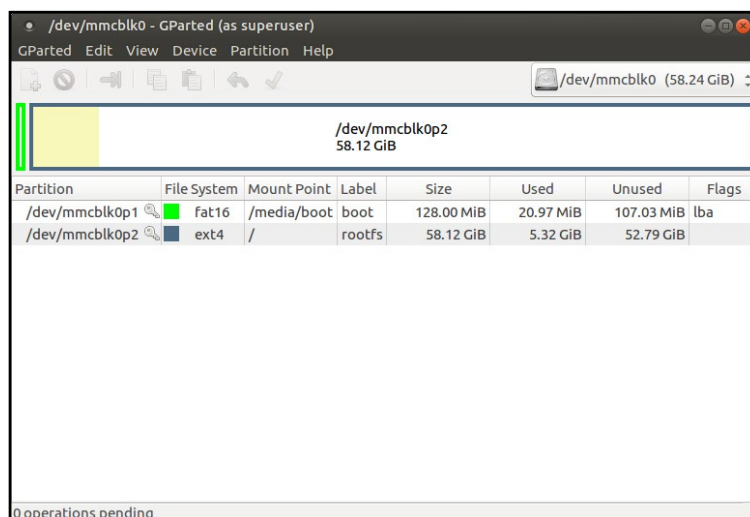 /dev/mmcblk0 - GParted (as superuser)
GParted Edit View Device Partition Help
/dev/mmcblk0 (58.24 GiB)
/dev/mmcblk0p2
58.12 GiB
Partition File System Mount Point Label Size Used Unused Flags
/dev/mmcblk0p1 fat16 /media/boot boot 128.00 MiB 20.97 MiB 107.03 MiB lba
/dev/mmcblk0p2 ext4 / rootfs 58.12 GiB 5.32 GiB 52.79 GiB
0 operations pending